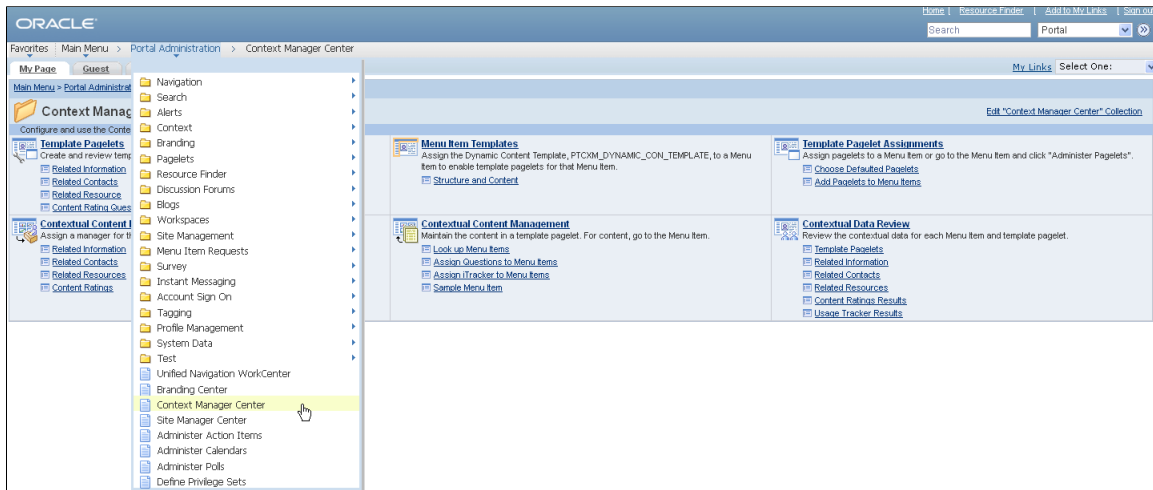 Home | Resource Finder | Add to My Links | Sign out
ORACLE
Search Portal
Favorites Main Menu > Portal Administration > Context Manager Center
My Page Guest
My Links Select One:
Main Menu > Portal Administrat
Context Manag
Edit "Context Manager Center" Collection
Configure and use the Conte
Template Pagelets
Create and review temp
Related Information
Related Contacts
Related Resource
Content Rating Ques
Contextual Content
Assign a manager for th
Related Information
Related Contacts
Related Resources
Content Ratings
Navigation
Search
Alerts
Context
Branding
Pagelets
Resource Finder
Discussion Forums
Blogs
Workspaces
Site Management
Menu Item Requests
Survey
Instant Messaging
Account Sign On
Tagging
Profile Management
System Data
Test
Unified Navigation WorkCenter
Branding Center
Context Manager Center
Site Manager Center
Administer Action Items
Administer Calendars
Administer Polls
Define Privilege Sets
Menu Item Templates
Assign the Dynamic Content Template, PTCXM_DYNAMIC_CON_TEMPLATE, to a Menu
Item to enable template pagelets for that Menu Item.
Structure and Content
Contextual Content Management
Maintain the content in a template pagelet. For content, go to the Menu Item.
Look up Menu Items
Assign Questions to Menu Items
Assign iTracker to Menu Items
Sample Menu Item
Template Pagelet Assignments
Assign pagelets to a Menu Item or go to the Menu Item and click "Administer Pagelets".
Choose Defaulted Pagelets
Add Pagelets to Menu Items
Contextual Data Review
Review the contextual data for each Menu Item and template pagelet.
Template Pagelets
Related Information
Related Contacts
Related Resources
Content Ratings Results
Usage Tracker Results